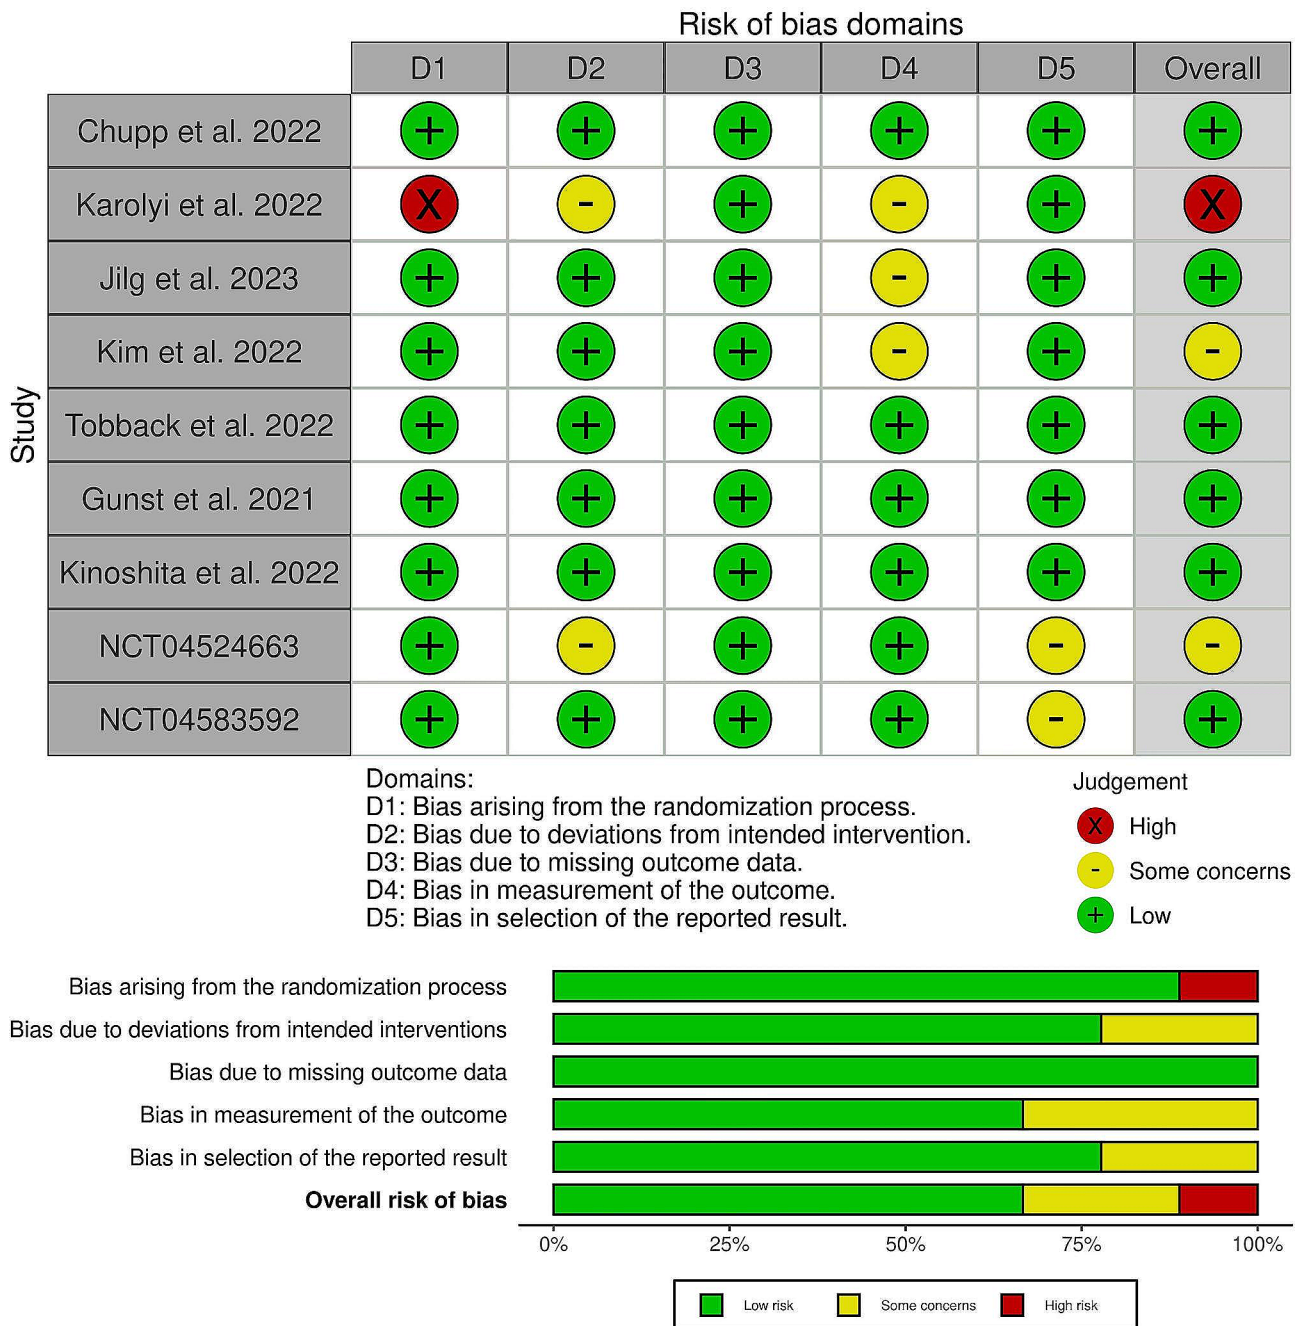 Risk of bias domains
D1 D2 D3 D4 D5 Overall
Study
Chupp et al. 2022 + + + + + +
Karolyi et al. 2022 X - + - + X
Jilg et al. 2023 + + + - + +
Kim et al. 2022 + + + - + -
Tobback et al. 2022 + + + + + +
Gunst et al. 2021 + + + + + +
Kinoshita et al. 2022 + + + + + +
NCT04524663 + - + + - -
NCT04583592 + + + + - +
Domains:
D1: Bias arising from the randomization process.
D2: Bias due to deviations from intended intervention.
D3: Bias due to missing outcome data.
D4: Bias in measurement of the outcome.
D5: Bias in selection of the reported result.
Judgement
X High
- Some concerns
+ Low
Bias arising from the randomization process
Bias due to deviations from intended interventions
Bias due to missing outcome data
Bias in measurement of the outcome
Bias in selection of the reported result
Overall risk of bias
0% 25% 50% 75% 100%
Low risk Some concerns High risk